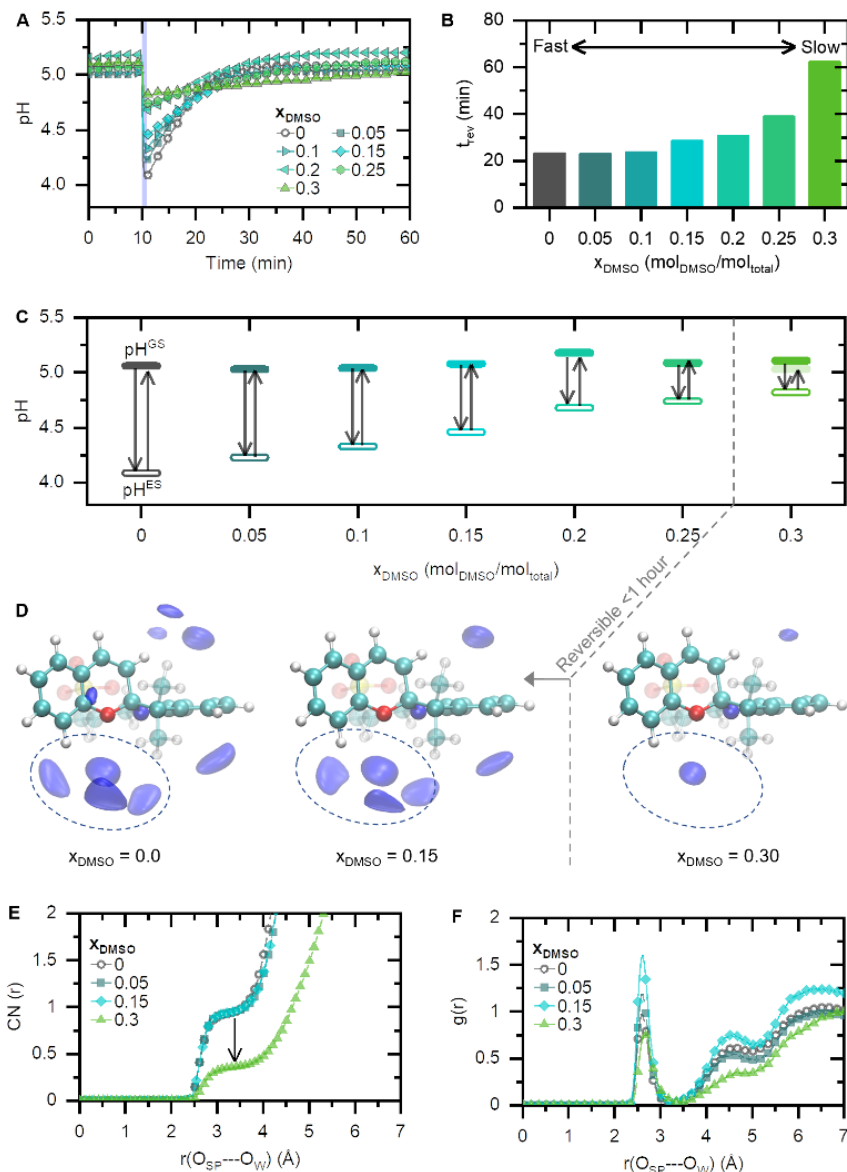 A
5.5
5.0
4.5
4.0
pH
x_DMSO
0
0.05
0.1
0.15
0.2
0.25
0.3
0 10 20 30 40 50 60
Time (min)
B
80
60
40
20
0
t_rev (min)
Fast
Slow
0 0.05 0.1 0.15 0.2 0.25 0.3
x_DMSO (mol_DMSO/mol_total)
C
5.5
5.0
4.5
4.0
pH
pH^GS
pH^ES
0 0.05 0.1 0.15 0.2 0.25 0.3
x_DMSO (mol_DMSO/mol_total)
Reversible <1 hour
D
x_DMSO = 0.0
x_DMSO = 0.15
x_DMSO = 0.30
E
2
1.5
1
0.5
0
CN (r)
x_DMSO
0
0.05
0.15
0.3
0 1 2 3 4 5 6 7
r(O_SP---O_W) (Å)
F
2
1.5
1
0.5
0
g(r)
x_DMSO
0
0.05
0.15
0.3
0 1 2 3 4 5 6 7
r(O_SP---O_W) (Å)